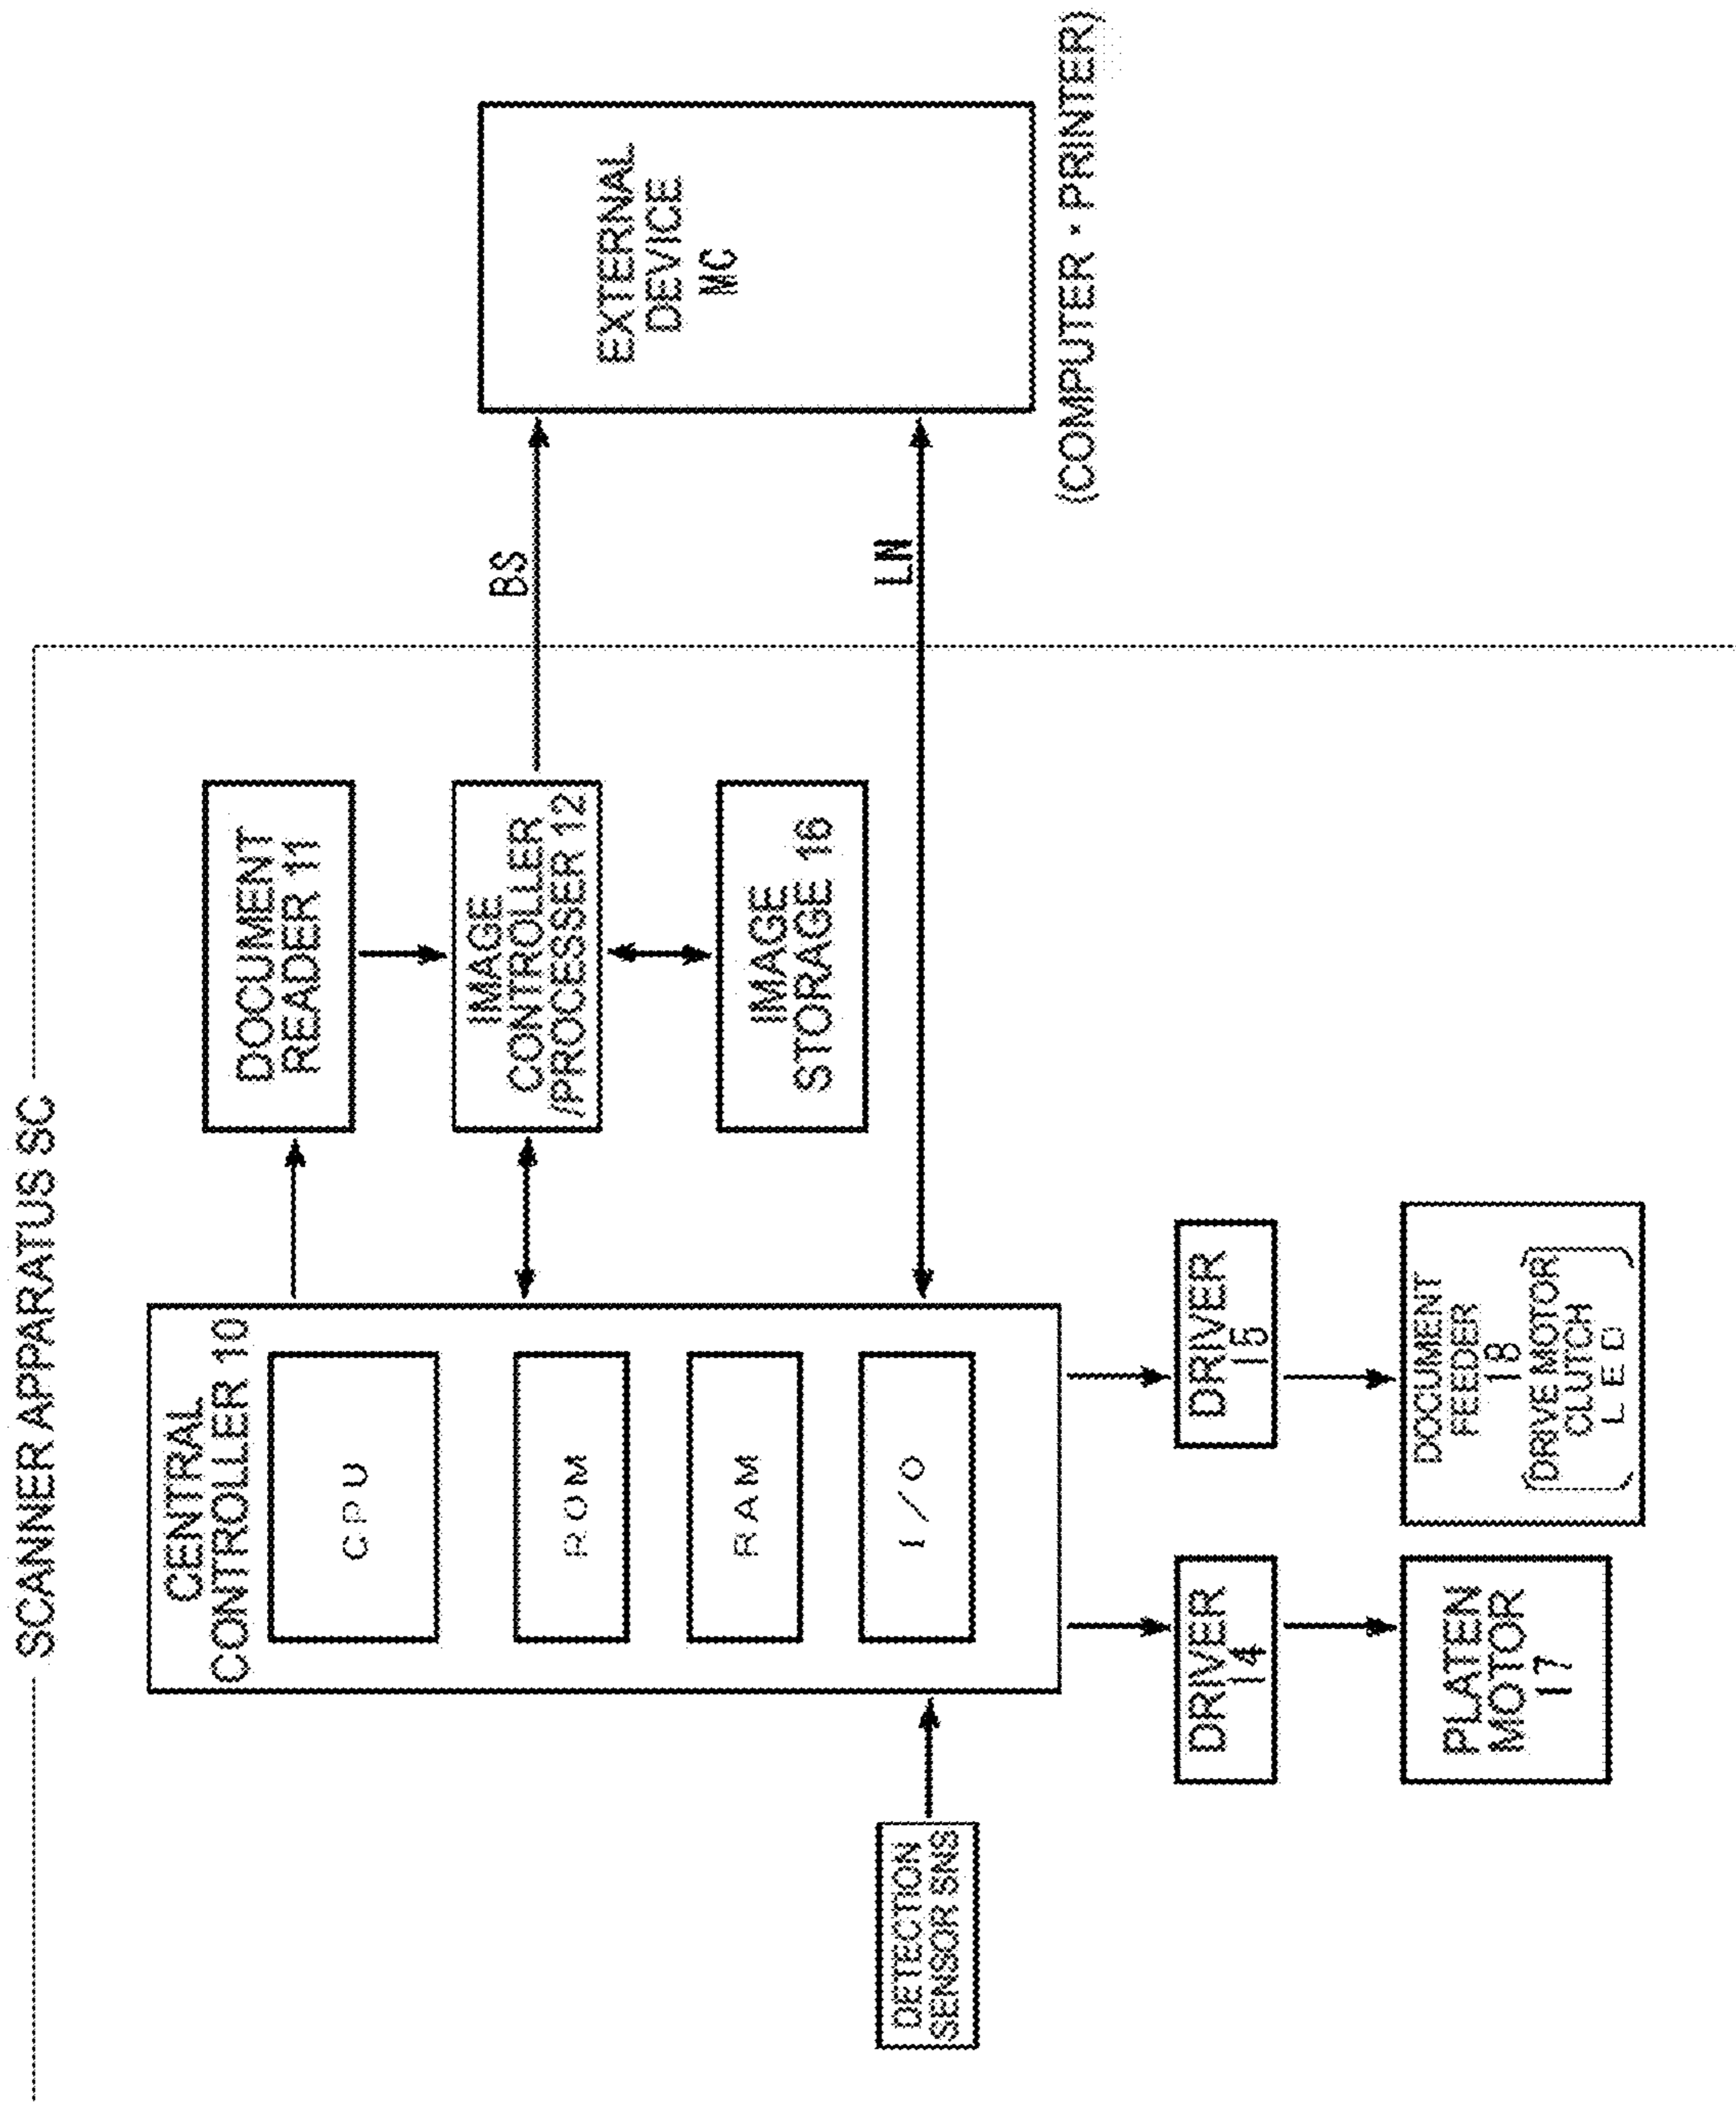 SCANNER APPARATUS SC
CENTRAL
CONTROLLER 10
CPU
ROM
RAM
I/O
DOCUMENT
READER 11
IMAGE
CONTROLLER
/PROCESSER 12
IMAGE
STORAGE 16
BS
LN
EXTERNAL
DEVICE
MC
(COMPUTER・PRINTER)
DETECTION
SENSOR SNS
DRIVER
14
DRIVER
15
PLATEN
MOTOR
17
DOCUMENT
FEEDER
18
DRIVE MOTOR
CLUTCH
LED